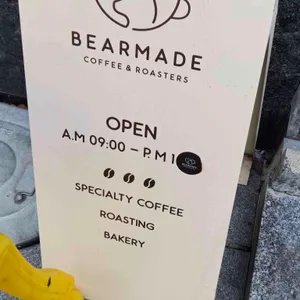 BEARMADE
COFFEE & ROASTERS
OPEN
A.M 09:00 – P.M 1
SPECIALTY COFFEE
ROASTING
BAKERY